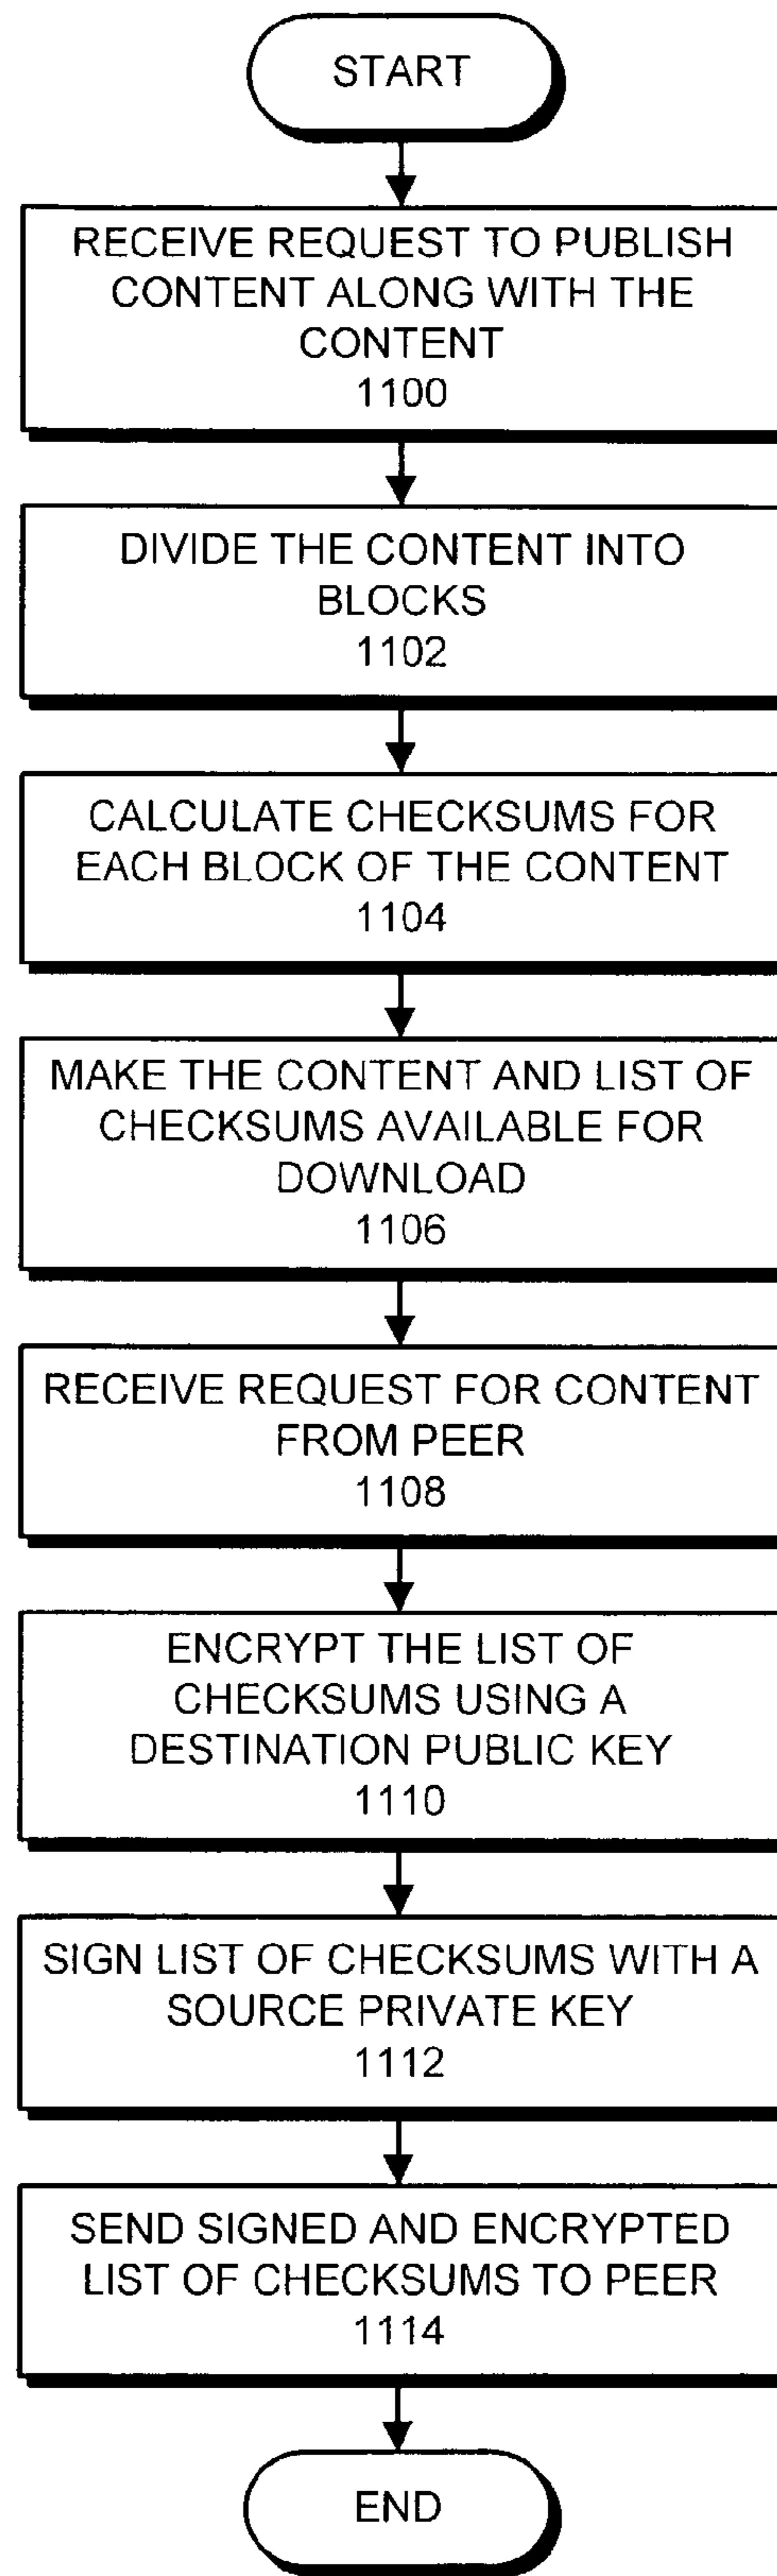 START
RECEIVE REQUEST TO PUBLISH
CONTENT ALONG WITH THE
CONTENT
1100
DIVIDE THE CONTENT INTO
BLOCKS
1102
CALCULATE CHECKSUMS FOR
EACH BLOCK OF THE CONTENT
1104
MAKE THE CONTENT AND LIST OF
CHECKSUMS AVAILABLE FOR
DOWNLOAD
1106
RECEIVE REQUEST FOR CONTENT
FROM PEER
1108
ENCRYPT THE LIST OF
CHECKSUMS USING A
DESTINATION PUBLIC KEY
1110
SIGN LIST OF CHECKSUMS WITH A
SOURCE PRIVATE KEY
1112
SEND SIGNED AND ENCRYPTED
LIST OF CHECKSUMS TO PEER
1114
END